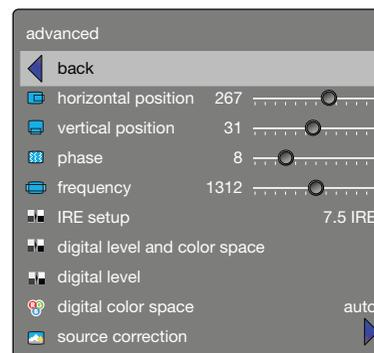 advanced
back
horizontal position 267
vertical position 31
phase 8
frequency 1312
IRE setup 7.5 IRE
digital level and color space
digital level
digital color space auto
source correction